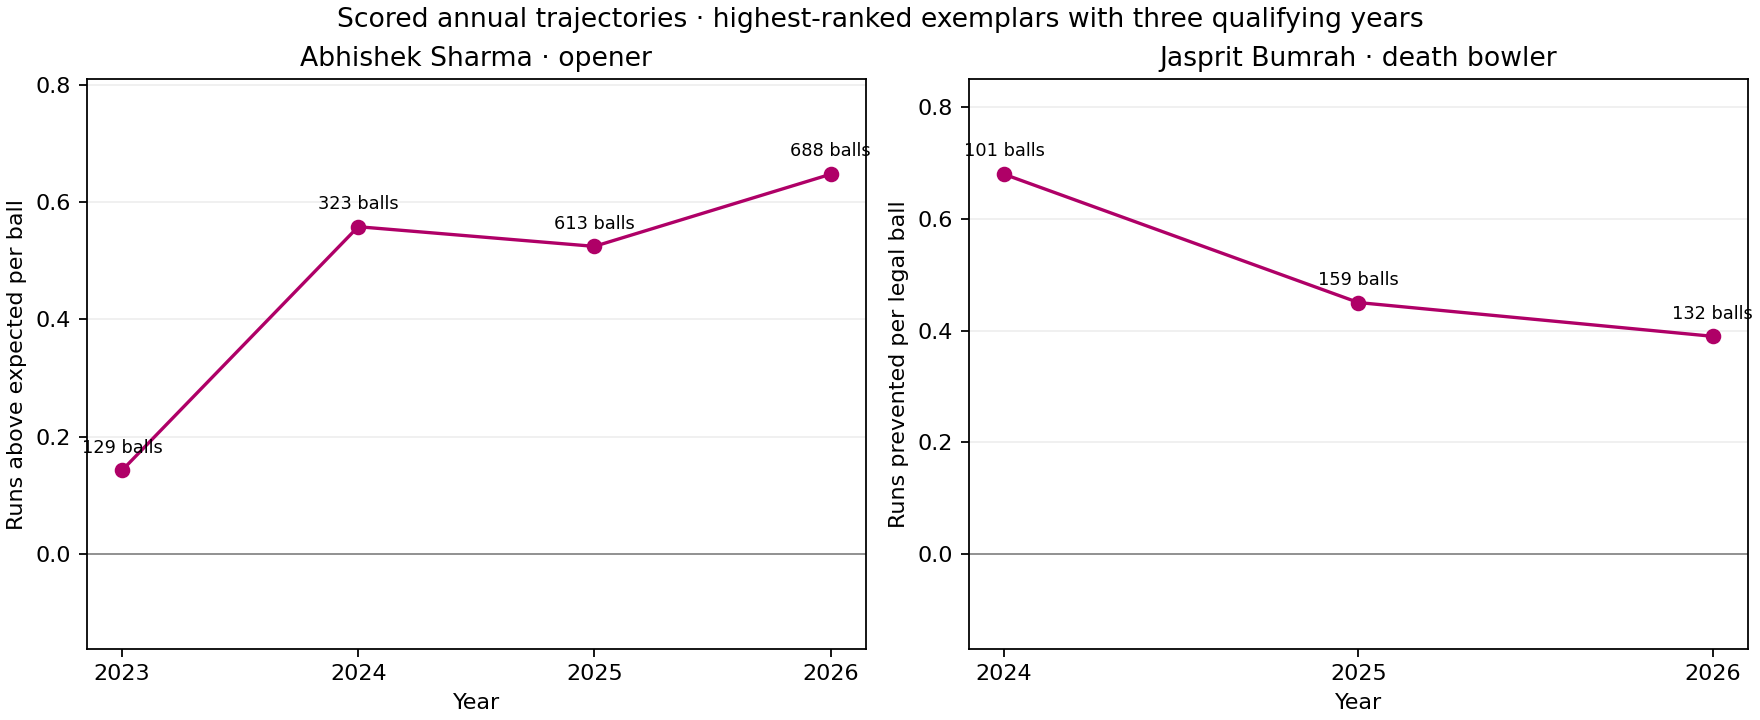 Scored annual trajectories · highest-ranked exemplars with three qualifying years
Abhishek Sharma · opener
Runs above expected per ball
0.8
0.6
0.4
0.2
0.0
129 balls
323 balls
613 balls
688 balls
2023
2024
2025
2026
Year
Jasprit Bumrah · death bowler
Runs prevented per legal ball
0.8
0.6
0.4
0.2
0.0
101 balls
159 balls
132 balls
2024
2025
2026
Year